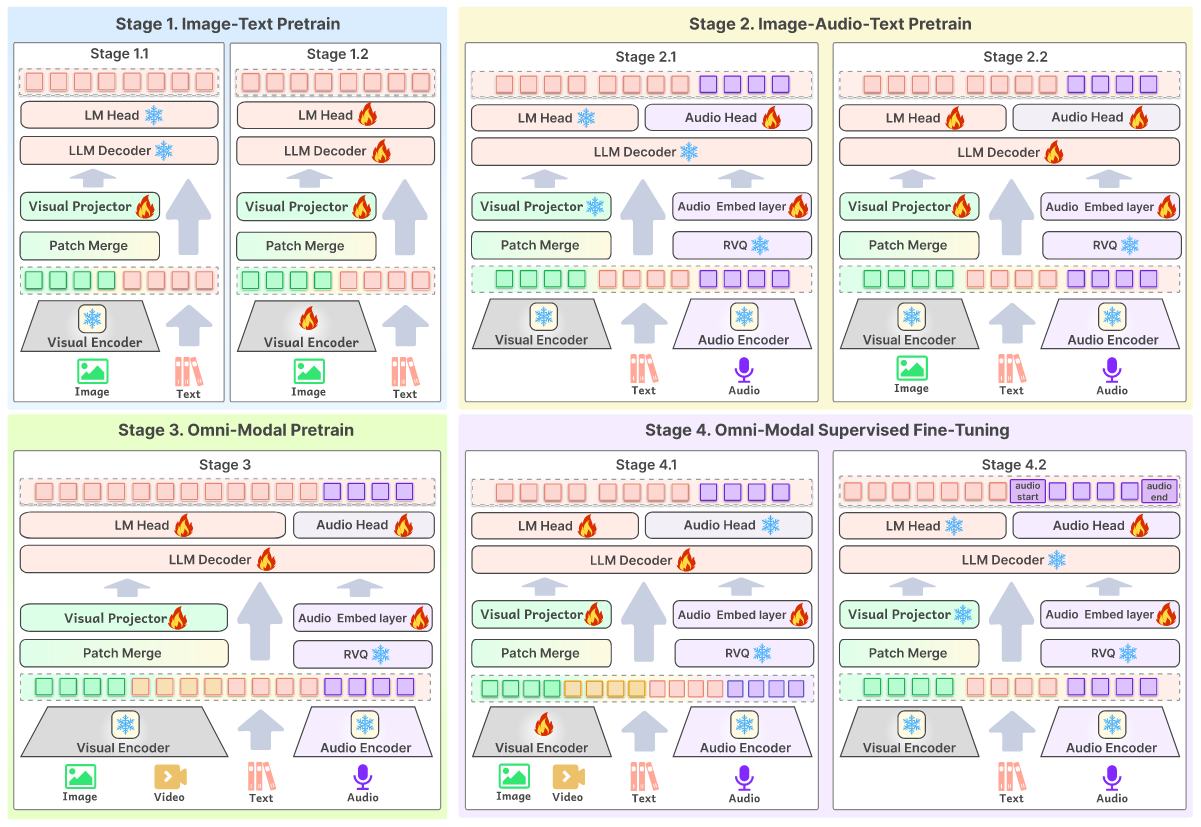 Stage 1. Image-Text Pretrain
Stage 1.1
LM Head
LLM Decoder
Visual Projector
Patch Merge
Visual Encoder
Image
Text
Stage 1.2
LM Head
LLM Decoder
Visual Projector
Patch Merge
Visual Encoder
Image
Text
Stage 2. Image-Audio-Text Pretrain
Stage 2.1
LM Head
Audio Head
LLM Decoder
Visual Projector
Audio Embed layer
Patch Merge
RVQ
Visual Encoder
Audio Encoder
Text
Audio
Stage 2.2
LM Head
Audio Head
LLM Decoder
Visual Projector
Audio Embed layer
Patch Merge
RVQ
Visual Encoder
Audio Encoder
Image
Text
Audio
Stage 3. Omni-Modal Pretrain
Stage 3
LM Head
Audio Head
LLM Decoder
Visual Projector
Audio Embed layer
Patch Merge
RVQ
Visual Encoder
Audio Encoder
Image
Video
Text
Audio
Stage 4. Omni-Modal Supervised Fine-Tuning
Stage 4.1
LM Head
Audio Head
LLM Decoder
Visual Projector
Audio Embed layer
Patch Merge
RVQ
Visual Encoder
Audio Encoder
Image
Video
Text
Audio
Stage 4.2
audio
start
audio
end
LM Head
Audio Head
LLM Decoder
Visual Projector
Audio Embed layer
Patch Merge
RVQ
Visual Encoder
Audio Encoder
Text
Audio